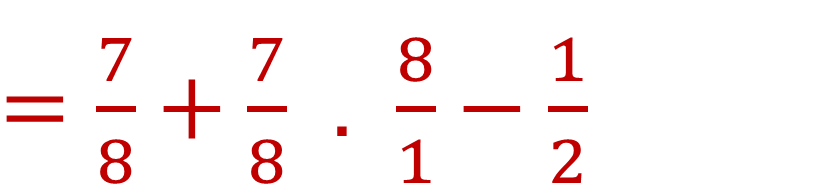 = 7/8 + 7/8 . 8/1 − 1/2